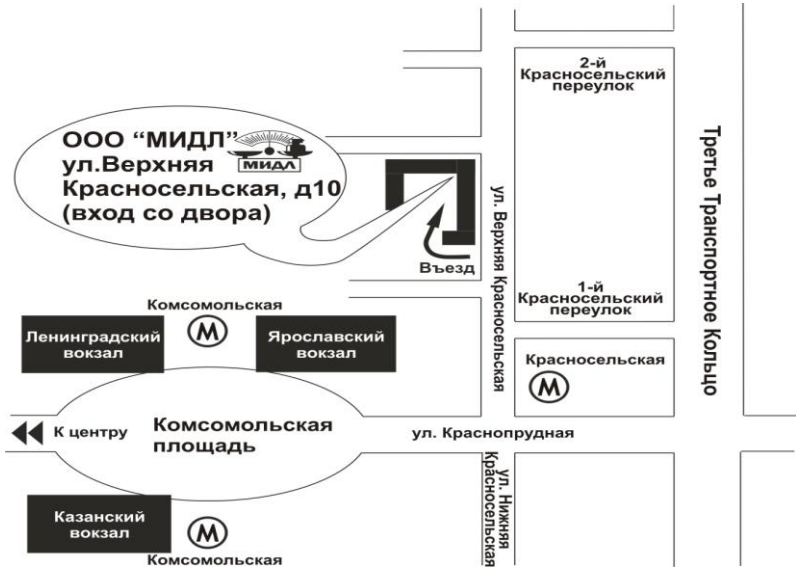 2-й
Красносельский
переулок
ООО “МИДЛ”
МИДЛ
ул.Верхняя
Красносельская, д10
(вход со двора)
Третье Транспортное Кольцо
ул. Верхняя Красносельская
Въезд
1-й
Красносельский
переулок
Комсомольская
М
Ленинградский
вокзал
Ярославский
вокзал
Красносельская
М
К центру
Комсомольская
площадь
ул. Краснопрудная
ул. Нижняя
Красносельская
Казанский
вокзал
М
Комсомольская